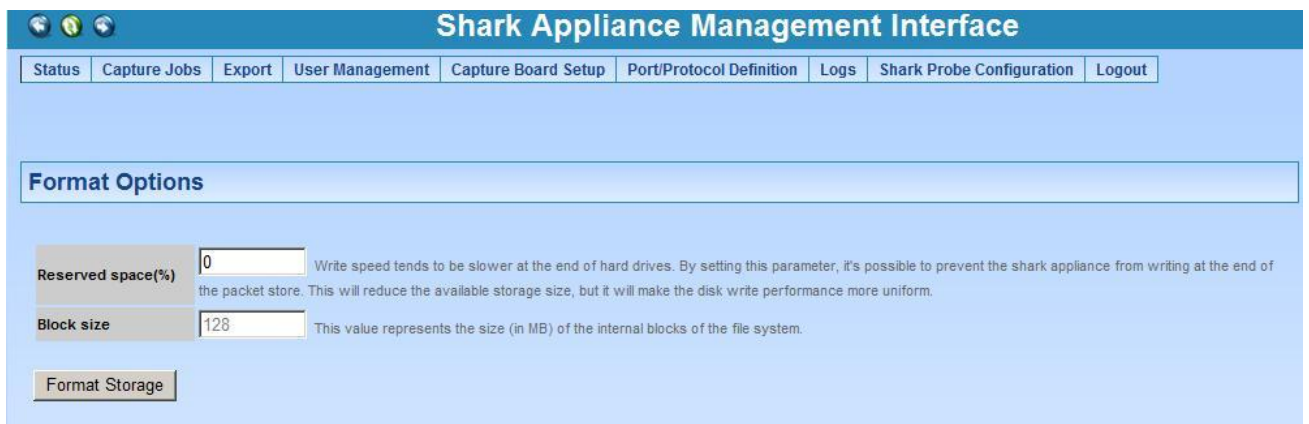 Shark Appliance Management Interface
Status Capture Jobs Export User Management Capture Board Setup Port/Protocol Definition Logs Shark Probe Configuration Logout
Format Options
Reserved space(%) 0 Write speed tends to be slower at the end of hard drives. By setting this parameter, it's possible to prevent the shark appliance from writing at the end of
the packet store. This will reduce the available storage size, but it will make the disk write performance more uniform.
Block size 128 This value represents the size (in MB) of the internal blocks of the file system.
Format Storage